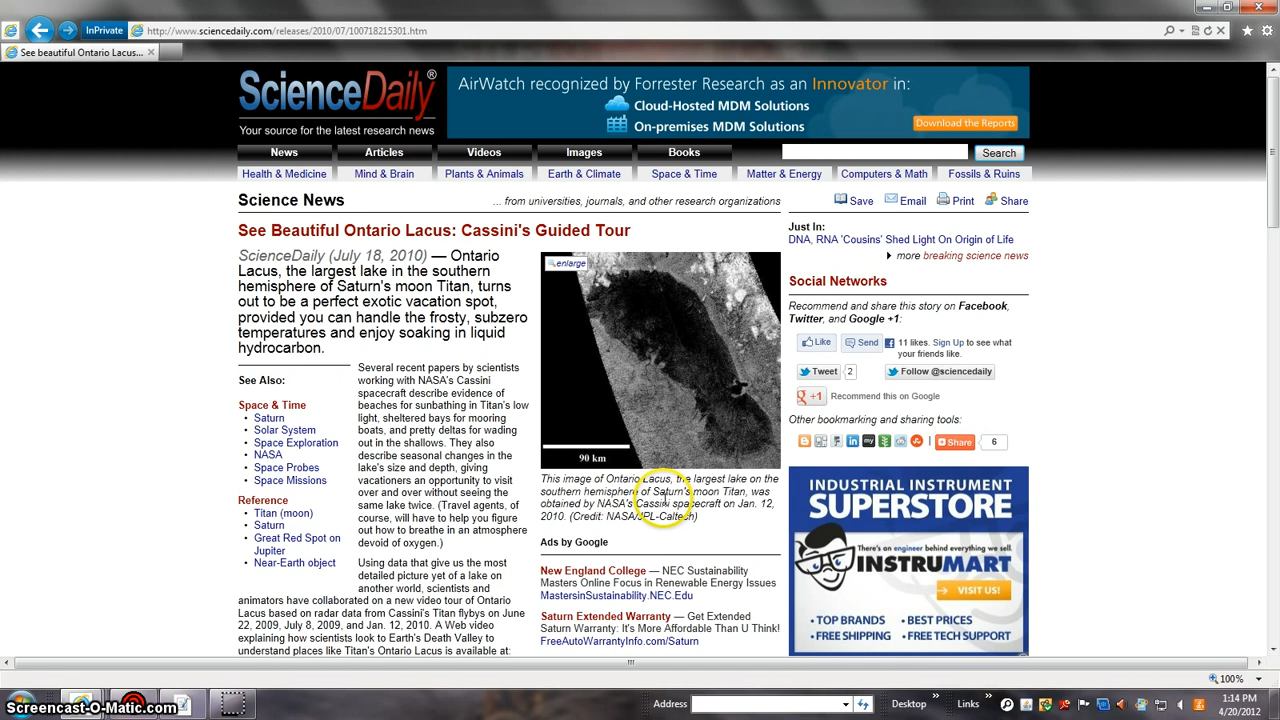 InPrivate
http://www.sciencedaily.com/releases/2010/07/100718215301.htm
See beautiful Ontario Lacus...
ScienceDaily®
Your source for the latest research news
AirWatch recognized by Forrester Research as an Innovator in:
Cloud-Hosted MDM Solutions
On-premises MDM Solutions
Download the Reports
News Articles Videos Images Books
Search
Health & Medicine Mind & Brain Plants & Animals Earth & Climate Space & Time Matter & Energy Computers & Math Fossils & Ruins
Science News
... from universities, journals, and other research organizations
Save Email Print Share
See Beautiful Ontario Lacus: Cassini's Guided Tour
ScienceDaily (July 18, 2010) — Ontario
Lacus, the largest lake in the southern
hemisphere of Saturn's moon Titan, turns
out to be a perfect exotic vacation spot,
provided you can handle the frosty, subzero
temperatures and enjoy soaking in liquid
hydrocarbon.
See Also:
Space & Time
• Saturn
• Solar System
• Space Exploration
• NASA
• Space Probes
• Space Missions
Reference
• Titan (moon)
• Saturn
• Great Red Spot on
Jupiter
• Near-Earth object
Several recent papers by scientists
working with NASA's Cassini
spacecraft describe evidence of
beaches for sunbathing in Titan's low
light, sheltered bays for mooring
boats, and pretty deltas for wading
out in the shallows. They also
describe seasonal changes in the
lake's size and depth, giving
vacationers an opportunity to visit
over and over without seeing the
same lake twice. (Travel agents, of
course, will have to help you figure
out how to breathe in an atmosphere
devoid of oxygen.)
Using data that give us the most
detailed picture yet of a lake on
another world, scientists and
animators have collaborated on a new video tour of Ontario
Lacus based on radar data from Cassini's Titan flybys on June
22, 2009, July 8, 2009, and Jan. 12, 2010. A Web video
explaining how scientists look to Earth's Death Valley to
understand places like Titan's Ontario Lacus is available at:
enlarge
90 km
This image of Ontario Lacus, the largest lake on the
southern hemisphere of Saturn's moon Titan, was
obtained by NASA's Cassini spacecraft on Jan. 12,
2010. (Credit: NASA/JPL-Caltech)
Ads by Google
New England College — NEC Sustainability
Masters Online Focus in Renewable Energy Issues
MastersinSustainability.NEC.Edu
Saturn Extended Warranty — Get Extended
Saturn Warranty: It's More Affordable Than U Think!
FreeAutoWarrantyInfo.com/Saturn
Just In:
DNA, RNA 'Cousins' Shed Light On Origin of Life
more breaking science news
Social Networks
Recommend and share this story on Facebook,
Twitter, and Google +1:
Like Send 11 likes. Sign Up to see what
your friends like.
Tweet 2 Follow @sciencedaily
+1 Recommend this on Google
Other bookmarking and sharing tools:
Share 6
INDUSTRIAL INSTRUMENT
SUPERSTORE
There's an engineer behind everything we sell.
INSTRUMART
VISIT US!
• TOP BRANDS • BEST PRICES
• FREE SHIPPING • FREE TECH SUPPORT
100%
Screencast-O-Matic.com
Address
Desktop
Links
1:14 PM
4/20/2012